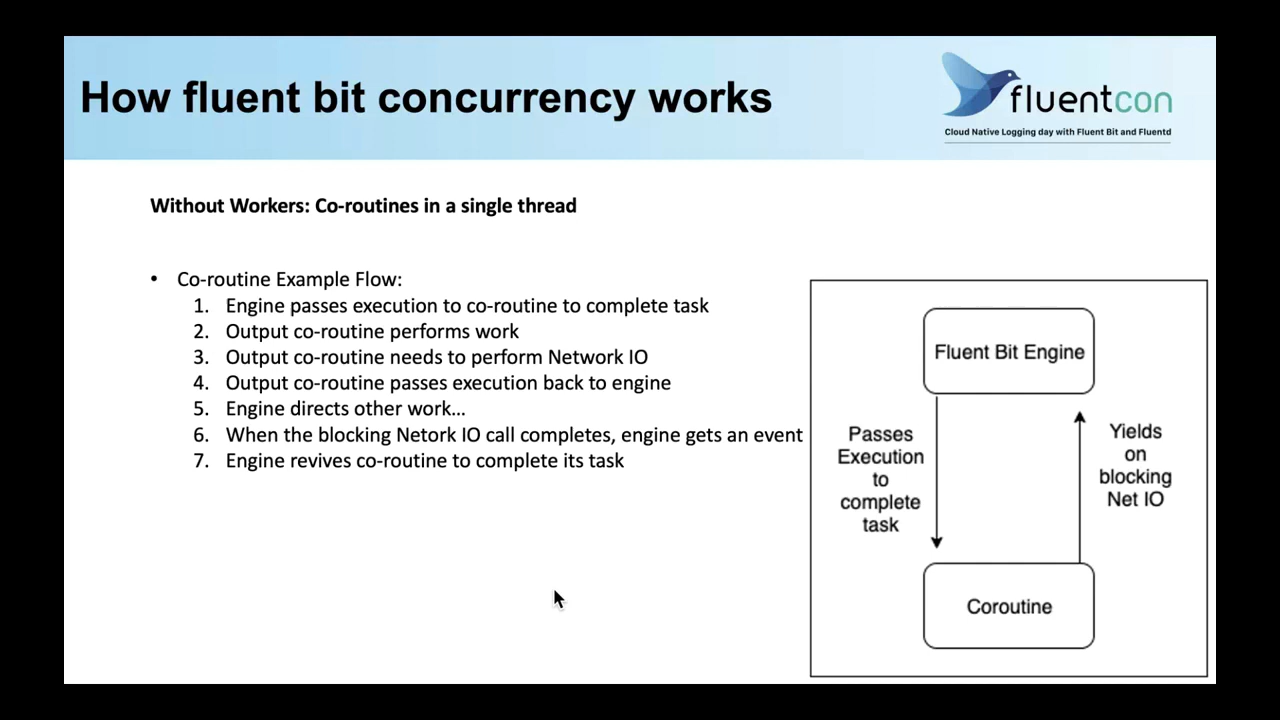 How fluent bit concurrency works
fluentcon
Cloud Native Logging day with Fluent Bit and Fluentd
Without Workers: Co-routines in a single thread
• Co-routine Example Flow:
1. Engine passes execution to co-routine to complete task
2. Output co-routine performs work
3. Output co-routine needs to perform Network IO
4. Output co-routine passes execution back to engine
5. Engine directs other work…
6. When the blocking Netork IO call completes, engine gets an event
7. Engine revives co-routine to complete its task
Fluent Bit Engine
Passes
Execution
to
complete
task
Yields
on
blocking
Net IO
Coroutine